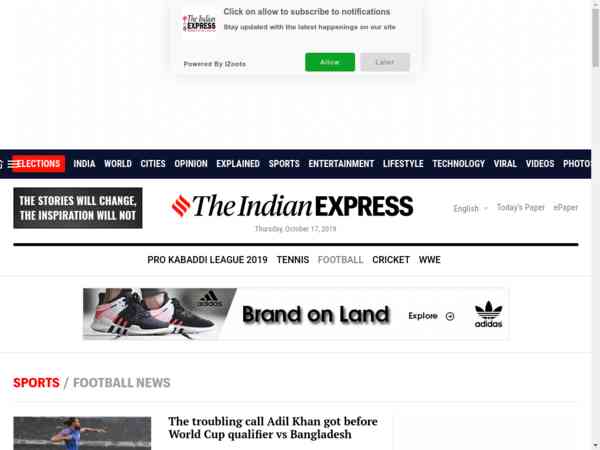 Click on allow to subscribe to notifications
The Indian
EXPRESS
Stay updated with the latest happenings on our site
Powered By iZooto
Allow
Later
ELECTIONS INDIA WORLD CITIES OPINION EXPLAINED SPORTS ENTERTAINMENT LIFESTYLE TECHNOLOGY VIRAL VIDEOS PHOTOS
THE STORIES WILL CHANGE,
THE INSPIRATION WILL NOT
The Indian EXPRESS
Thursday, October 17, 2019
English
Today's Paper
ePaper
PRO KABADDI LEAGUE 2019 TENNIS FOOTBALL CRICKET WWE
adidas
Brand on Land
Explore
adidas
SPORTS / FOOTBALL NEWS
The troubling call Adil Khan got before
World Cup qualifier vs Bangladesh